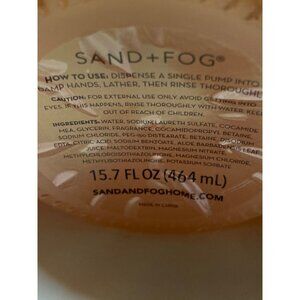 SAND+FOG®
HOW TO USE: DISPENSE A SINGLE PUMP INTO
DAMP HANDS, LATHER, THEN RINSE THOROUGHLY
CAUTION: FOR EXTERNAL USE ONLY AVOID GETTING INTO
EYES. IF THIS HAPPENS, RINSE THOROUGHLY WITH WATER. KEEP
OUT OF REACH OF CHILDREN.
INGREDIENTS: WATER, SODIUM LAURETH SULFATE, COCAMIDE
MEA, GLYCERIN, FRAGRANCE, COCAMIDOPROPYL BETAINE,
SODIUM CHLORIDE, PEG-150 DISTEARATE, BETAINE, DISODIUM
EDTA, CITRIC ACID, SODIUM BENZOATE, ALOE BARBADENSIS LEAF
JUICE, MALTODEXTRIN, MAGNESIUM NITRATE,
METHYLCHLOROISOTHIAZOLINONE, MAGNESIUM CHLORIDE,
METHYLISOTHIAZOLINONE, POTASSIUM SORBATE,
15.7 FL OZ (464 mL)
SANDANDFOGHOME.COM